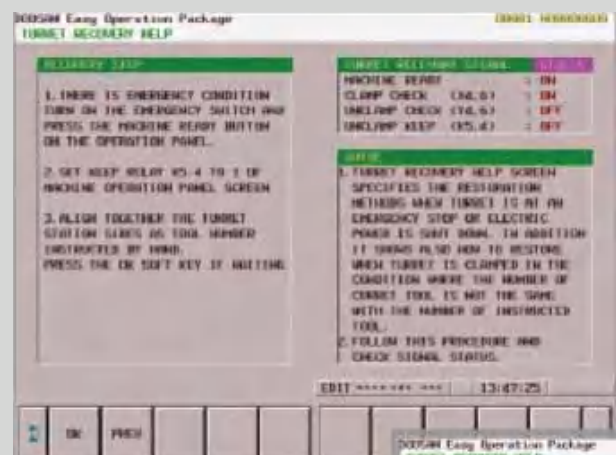 DOOSAN Easy Operation Package
TURRET RECOVERY HELP
RECOVERY STEP
1.THERE IS EMERGENCY CONDITION
TURN ON THE EMERGENCY SWITCH AND
PRESS THE MACHINE READY BUTTON
ON THE OPERATION PANEL.
2.SET KEEP RELAY K5.4 TO 1 OF
MACHINE OPERATION PANEL SCREEN
3.ALIGN TOGETHER THE TURRET
STATION SIDES AS TOOL NUMBER
INSTRUCTED BY HAND.
PRESS THE OK SOFT KEY IF WAITING
TURRET RECOVERY SIGNAL
MACHINE READY : ON
CLAMP CHECK (X4.6) : ON
UNCLAMP CHECK (Y4.6) : OFF
UNCLAMP KEEP (K5.4) : OFF
1.TURRET RECOVERY HELP SCREEN
SPECIFIES THE RESTORATION
METHODS WHEN TURRET IS AT AN
EMERGENCY STOP OR ELECTRIC
POWER IS SHUT DOWN. IN ADDITION
IT SHOWS ALSO HOW TO RESTORE
WHEN TURRET IS CLAMPED IN THE
CONDITION WHERE THE NUMBER OF
CURRET TOOL IS NOT THE SAME
WITH THE NUMBER OF INSTRUCTED
TOOL.
2.FOLLOW THIS PROCEDURE AND
CHECK SIGNAL STATUS.
EDIT **** *** *** 13:47:25
OK PREV
DOOSAN Easy Operation Package